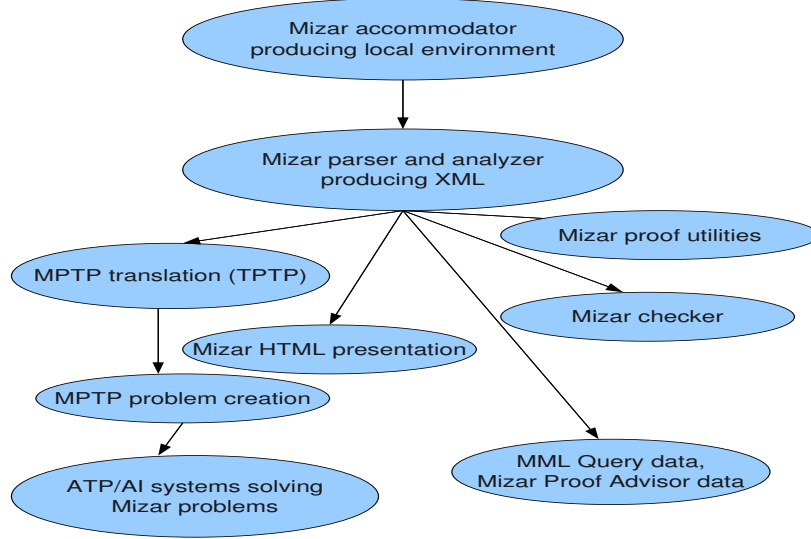 Mizar accommodator
producing local environment
Mizar parser and analyzer
producing XML
Mizar proof utilities
MPTP translation (TPTP)
Mizar checker
Mizar HTML presentation
MPTP problem creation
MML Query data,
Mizar Proof Advisor data
ATP/AI systems solving
Mizar problems